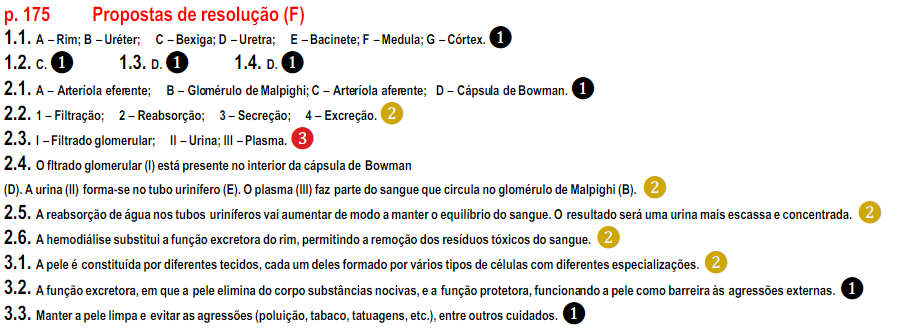 p. 175 Propostas de resolução (F)
1.1. A – Rim; B – Uréter; C – Bexiga; D – Uretra; E – Bacinete; F – Medula; G – Córtex. 1
1.2. C. 1 1.3. D. 1 1.4. D. 1
2.1. A – Arteríola eferente; B – Glomérulo de Malpighi; C – Arteríola aferente; D – Cápsula de Bowman. 1
2.2. 1 – Filtração; 2 – Reabsorção; 3 – Secreção; 4 – Excreção. 2
2.3. I – Filtrado glomerular; II – Urina; III – Plasma. 3
2.4. O fltrado glomerular (I) está presente no interior da cápsula de Bowman
(D). A urina (II) forma-se no tubo urinífero (E). O plasma (III) faz parte do sangue que circula no glomérulo de Malpighi (B). 2
2.5. A reabsorção de água nos tubos uriníferos vai aumentar de modo a manter o equilíbrio do sangue. O resultado será uma urina mais escassa e concentrada. 2
2.6. A hemodiálise substitui a função excretora do rim, permitindo a remoção dos resíduos tóxicos do sangue. 2
3.1. A pele é constituída por diferentes tecidos, cada um deles formado por vários tipos de células com diferentes especializações. 2
3.2. A função excretora, em que a pele elimina do corpo substâncias nocivas, e a função protetora, funcionando a pele como barreira às agressões externas. 1
3.3. Manter a pele limpa e evitar as agressões (poluição, tabaco, tatuagens, etc.), entre outros cuidados. 1